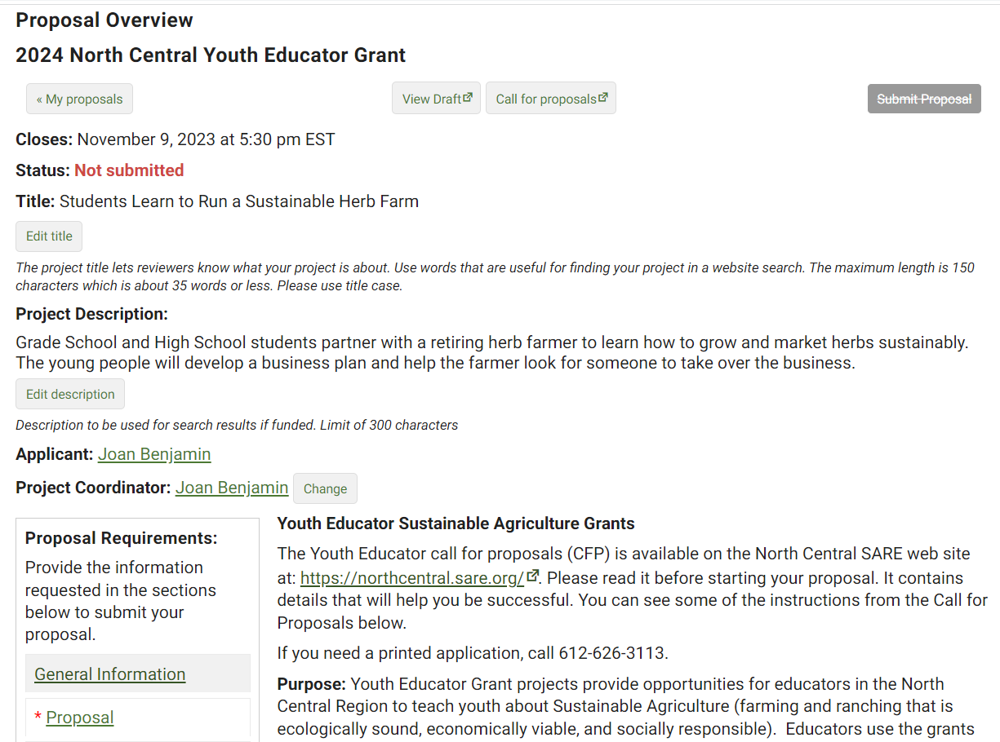 Proposal Overview
2024 North Central Youth Educator Grant
« My proposals
View Draft
Call for proposals
Submit Proposal
Closes: November 9, 2023 at 5:30 pm EST
Status: Not submitted
Title: Students Learn to Run a Sustainable Herb Farm
Edit title
The project title lets reviewers know what your project is about. Use words that are useful for finding your project in a website search. The maximum length is 150
characters which is about 35 words or less. Please use title case.
Project Description:
Grade School and High School students partner with a retiring herb farmer to learn how to grow and market herbs sustainably.
The young people will develop a business plan and help the farmer look for someone to take over the business.
Edit description
Description to be used for search results if funded. Limit of 300 characters
Applicant: Joan Benjamin
Project Coordinator: Joan Benjamin Change
Proposal Requirements:
Provide the information
requested in the sections
below to submit your
proposal.
General Information
* Proposal
Youth Educator Sustainable Agriculture Grants
The Youth Educator call for proposals (CFP) is available on the North Central SARE web site
at: https://northcentral.sare.org/. Please read it before starting your proposal. It contains
details that will help you be successful. You can see some of the instructions from the Call for
Proposals below.
If you need a printed application, call 612-626-3113.
Purpose: Youth Educator Grant projects provide opportunities for educators in the North
Central Region to teach youth about Sustainable Agriculture (farming and ranching that is
ecologically sound, economically viable, and socially responsible).  Educators use the grants